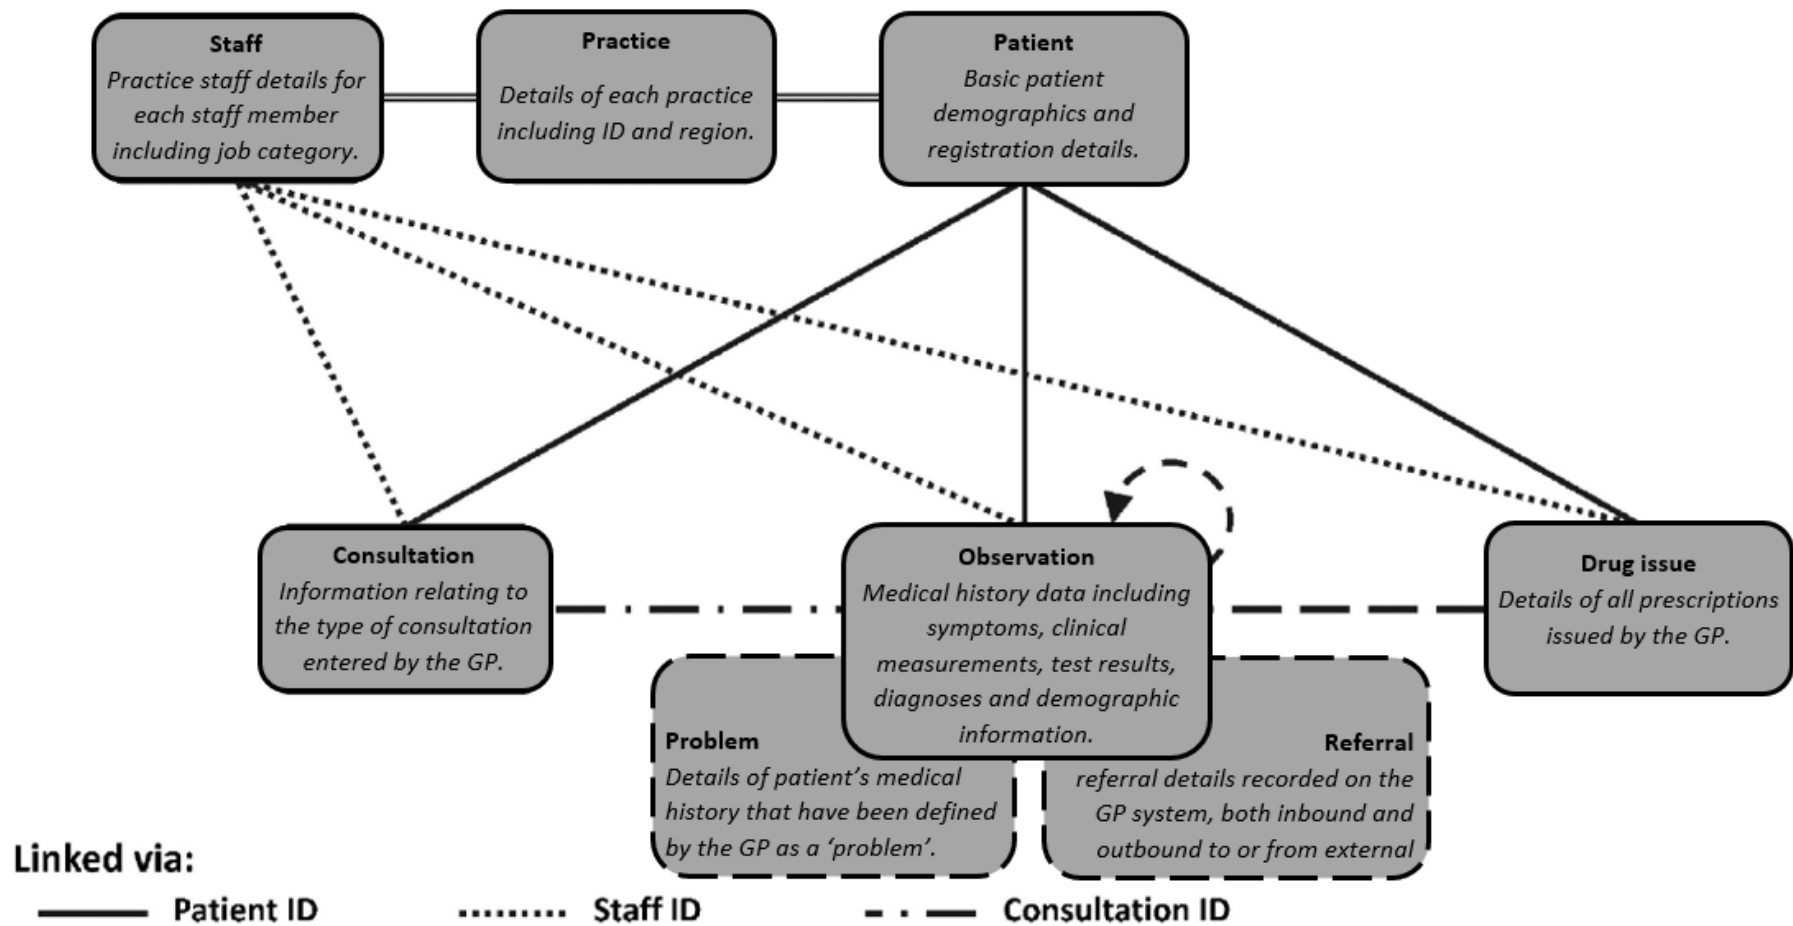 Staff
Practice staff details for
each staff member
including job category.
Practice
Details of each practice
including ID and region.
Patient
Basic patient
demographics and
registration details.
Consultation
Information relating to
the type of consultation
entered by the GP.
Observation
Medical history data including
symptoms, clinical
measurements, test results,
diagnoses and demographic
information.
Drug issue
Details of all prescriptions
issued by the GP.
Problem
Details of patient’s medical
history that have been defined
by the GP as a ‘problem’.
Referral
referral details recorded on the
GP system, both inbound and
outbound to or from external
Linked via:
Patient ID
Staff ID
Consultation ID